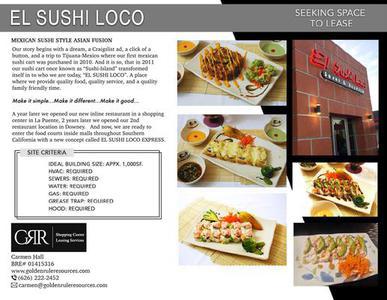 EL SUSHI LOCO
SEEKING SPACE
TO LEASE
MEXICAN SUSHI STYLE ASIAN FUSION
Our story begins with a dream, a Craigslist ad, a click of a
button, and a trip to Tijuana-Mexico where our first mexican
sushi cart was purchased in 2010. And it is so, that in 2011
our sushi cart once known as "Sushi-Island" transformed
itself in to who we are today, "EL SUSHI LOCO". A place
where we provide quality food, quality service, and a quality
family friendly time.
Make it simple...Make it different...Make it good...
A year later we opened our new inline restaurant in a shopping
center in La Puente, 2 years later we opened our 2nd
restaurant location in Downey. And now, we are ready to
enter the food courts inside malls throughout Southern
California with a new concept called EL SUSHI LOCO EXPRESS.
SITE CRITERIA
IDEAL BUILDING SIZE: APPX. 1,000SF.
HVAC: REQUIRED
SEWERS: REQUIRED
WATER: REQUIRED
GAS: REQUIRED
GREASE TRAP: REQUIRED
HOOD: REQUIRED
GRR
Shopping Center
Leasing Services
Carmen Hall
BRE# 01415316
www.goldenruleresources.com
(626) 222-2452
carmen@goldenruleresources.com
El Sushi Loco